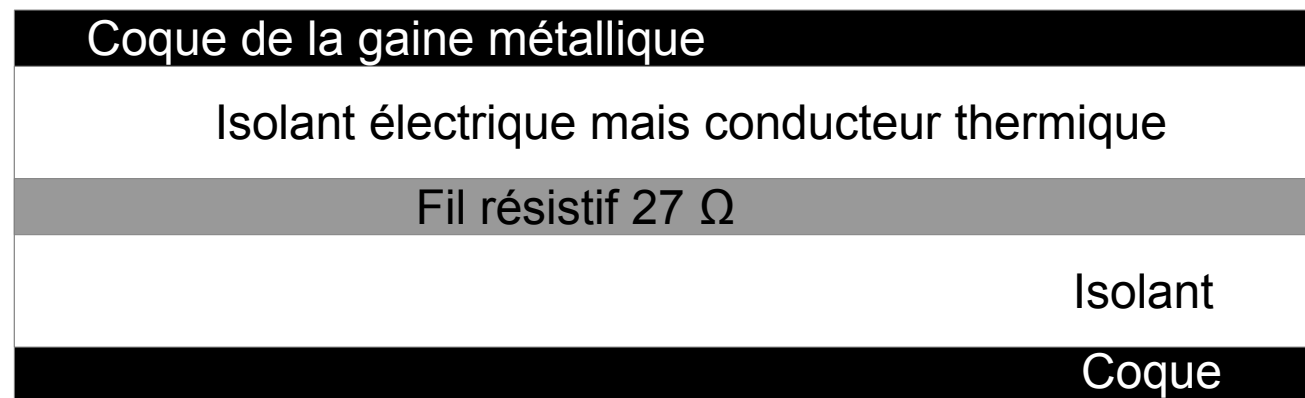 Coque de la gaine métallique
Isolant électrique mais conducteur thermique
Fil résistif 27 Ω
Isolant
Coque